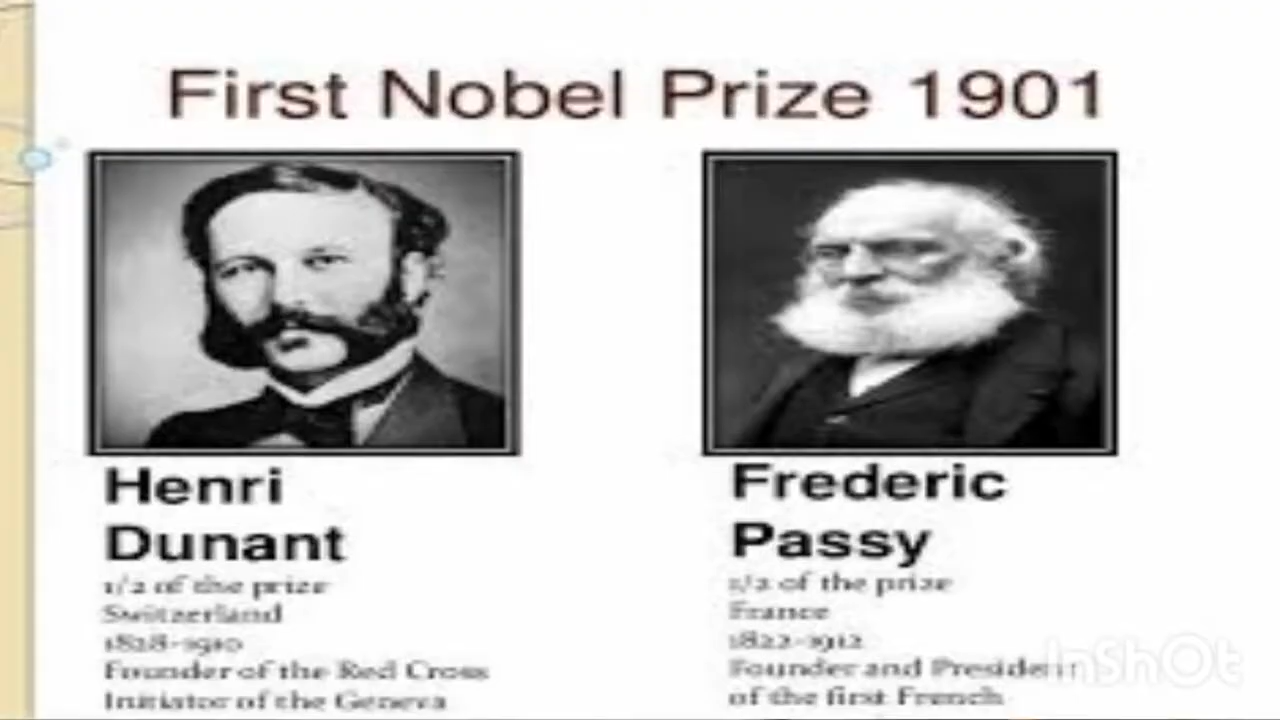 First Nobel Prize 1901
Henri
Dunant
1/2 of the prize
Switzerland
1828-1910
Founder of the Red Cross
Initiator of the Geneva
Frederic
Passy
1/2 of the prize
France
1822-1912
Founder and President
of the first French
InShOt